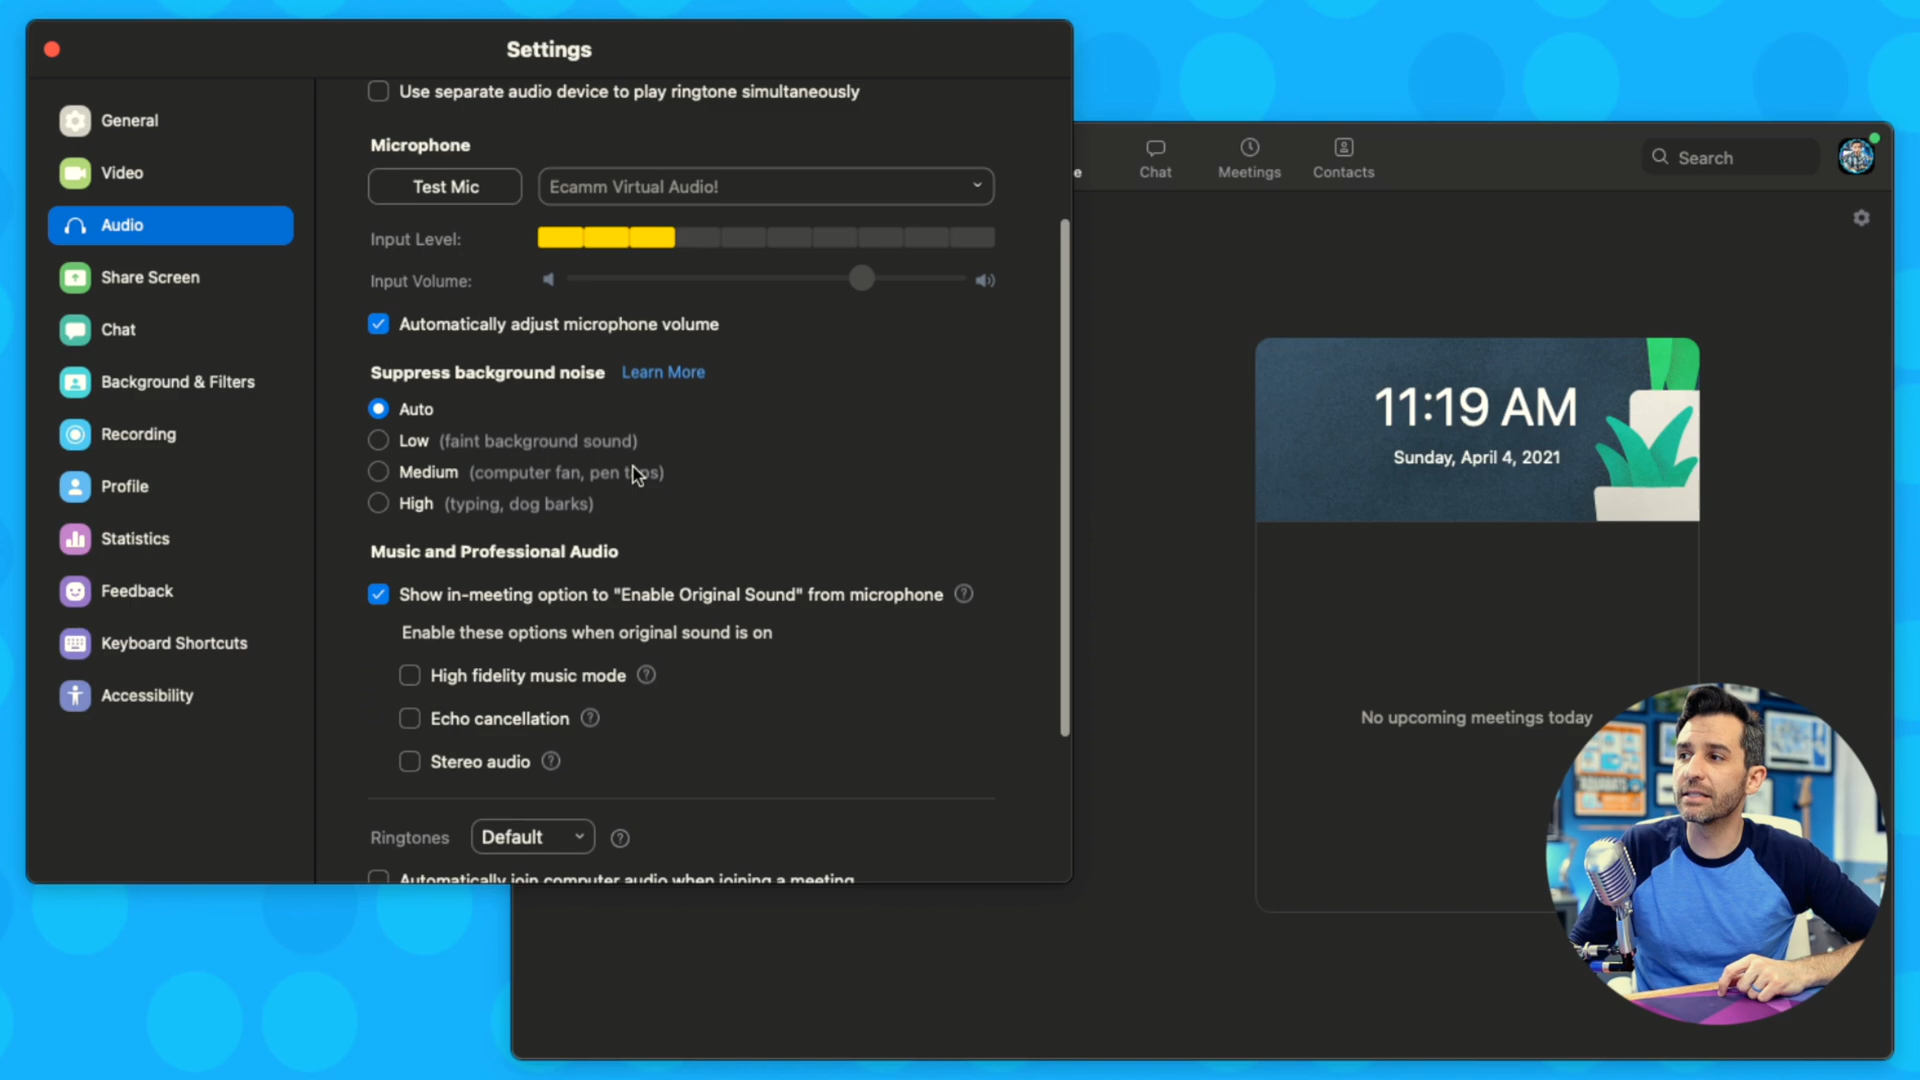 Settings
General
Video
Audio
Share Screen
Chat
Background & Filters
Recording
Profile
Statistics
Feedback
Keyboard Shortcuts
Accessibility
Use separate audio device to play ringtone simultaneously
Microphone
Test Mic
Ecamm Virtual Audio!
Input Level:
Input Volume:
Automatically adjust microphone volume
Suppress background noise Learn More
Auto
Low (faint background sound)
Medium (computer fan, pen taps)
High (typing, dog barks)
Music and Professional Audio
Show in-meeting option to "Enable Original Sound" from microphone ?
Enable these options when original sound is on
High fidelity music mode ?
Echo cancellation ?
Stereo audio ?
Ringtones Default ?
Automatically join computer audio when joining a meeting
e
Chat
Meetings
Contacts
Search
11:19 AM
Sunday, April 4, 2021
No upcoming meetings today